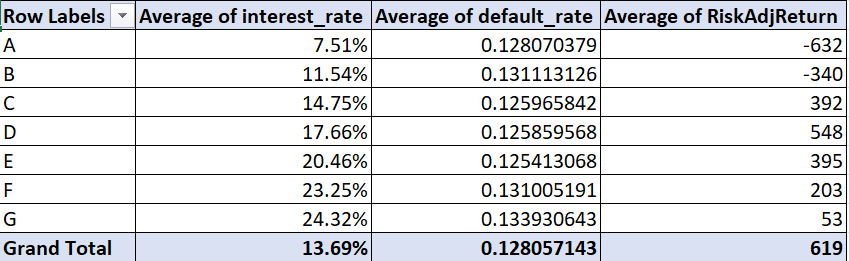 Row Labels Average of interest_rate Average of default_rate Average of RiskAdjReturn
A 7.51% 0.128070379 -632
B 11.54% 0.131113126 -340
C 14.75% 0.125965842 392
D 17.66% 0.125859568 548
E 20.46% 0.125413068 395
F 23.25% 0.131005191 203
G 24.32% 0.133930643 53
Grand Total 13.69% 0.128057143 619